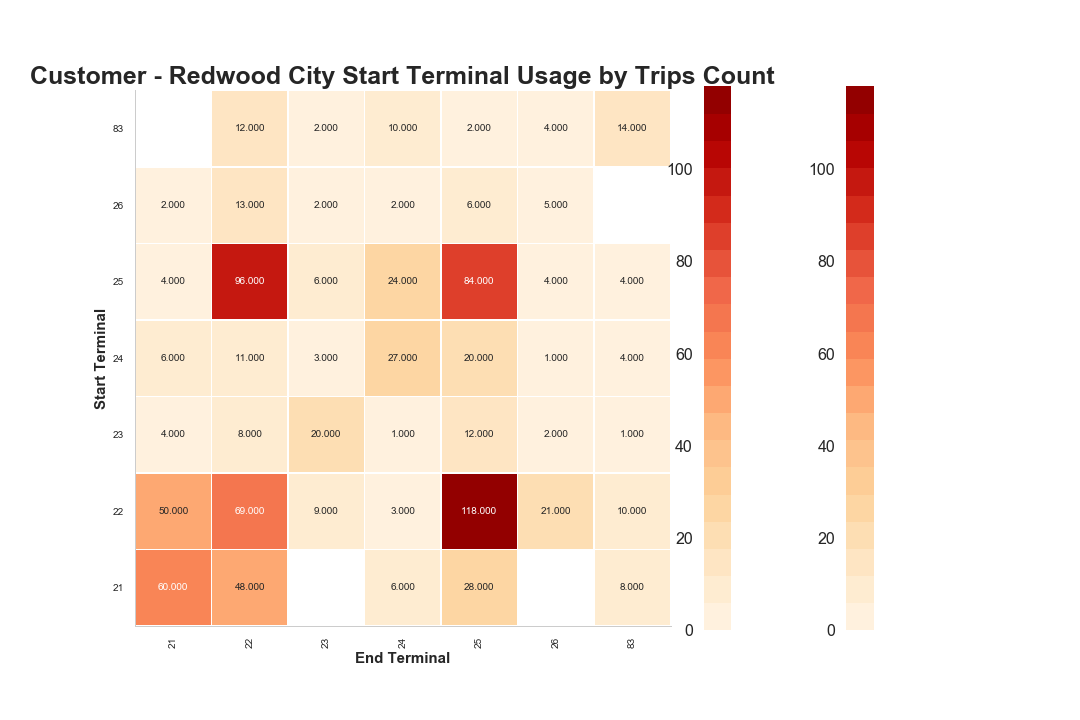 Customer - Redwood City Start Terminal Usage by Trips Count
83 12.000 2.000 10.000 2.000 4.000 14.000
100 100
26 2.000 13.000 2.000 2.000 6.000 5.000
80 80
25 4.000 96.000 6.000 24.000 84.000 4.000 4.000
Start Terminal
24 6.000 11.000 3.000 27.000 20.000 1.000 4.000
60 60
23 4.000 8.000 20.000 1.000 12.000 2.000 1.000
40 40
22 50.000 69.000 9.000 3.000 118.000 21.000 10.000
20 20
21 60.000 48.000 6.000 28.000 8.000
0 0
21 22 23 24 25 26 83
End Terminal